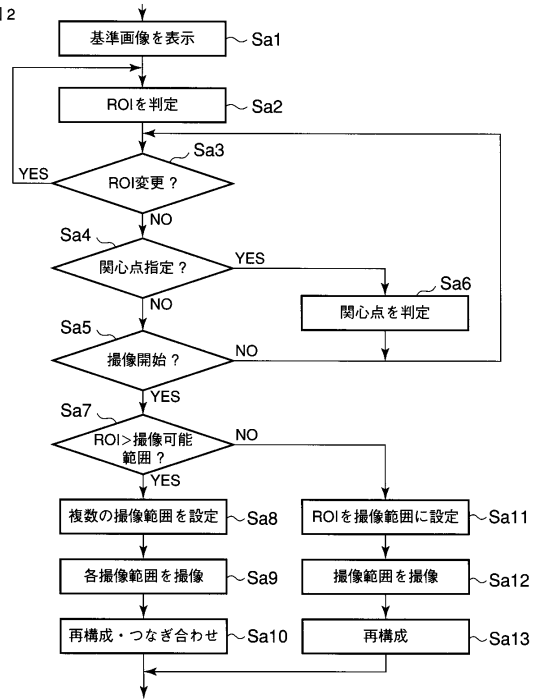 図2
基準画像を表示
Sa1
ROIを判定
Sa2
Sa3
YES
ROI変更？
NO
Sa4
関心点指定？
YES
Sa6
関心点を判定
NO
Sa5
撮像開始？
NO
YES
Sa7
ROI>撮像可能
範囲？
NO
YES
複数の撮像範囲を設定
Sa8
ROIを撮像範囲に設定
Sa11
各撮像範囲を撮像
Sa9
撮像範囲を撮像
Sa12
再構成・つなぎ合わせ
Sa10
再構成
Sa13